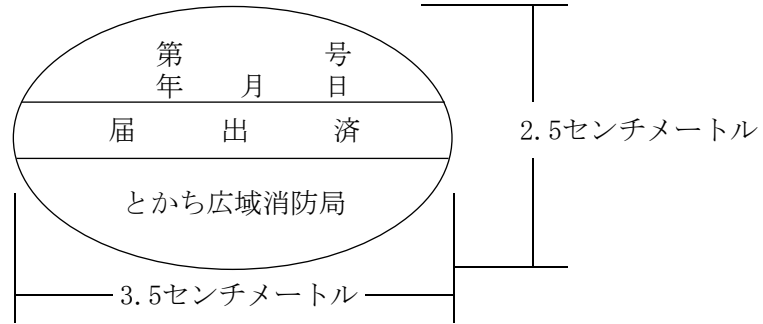 第 号
年 月 日
届 出 済
とかち広域消防局
2.5センチメートル
3.5センチメートル